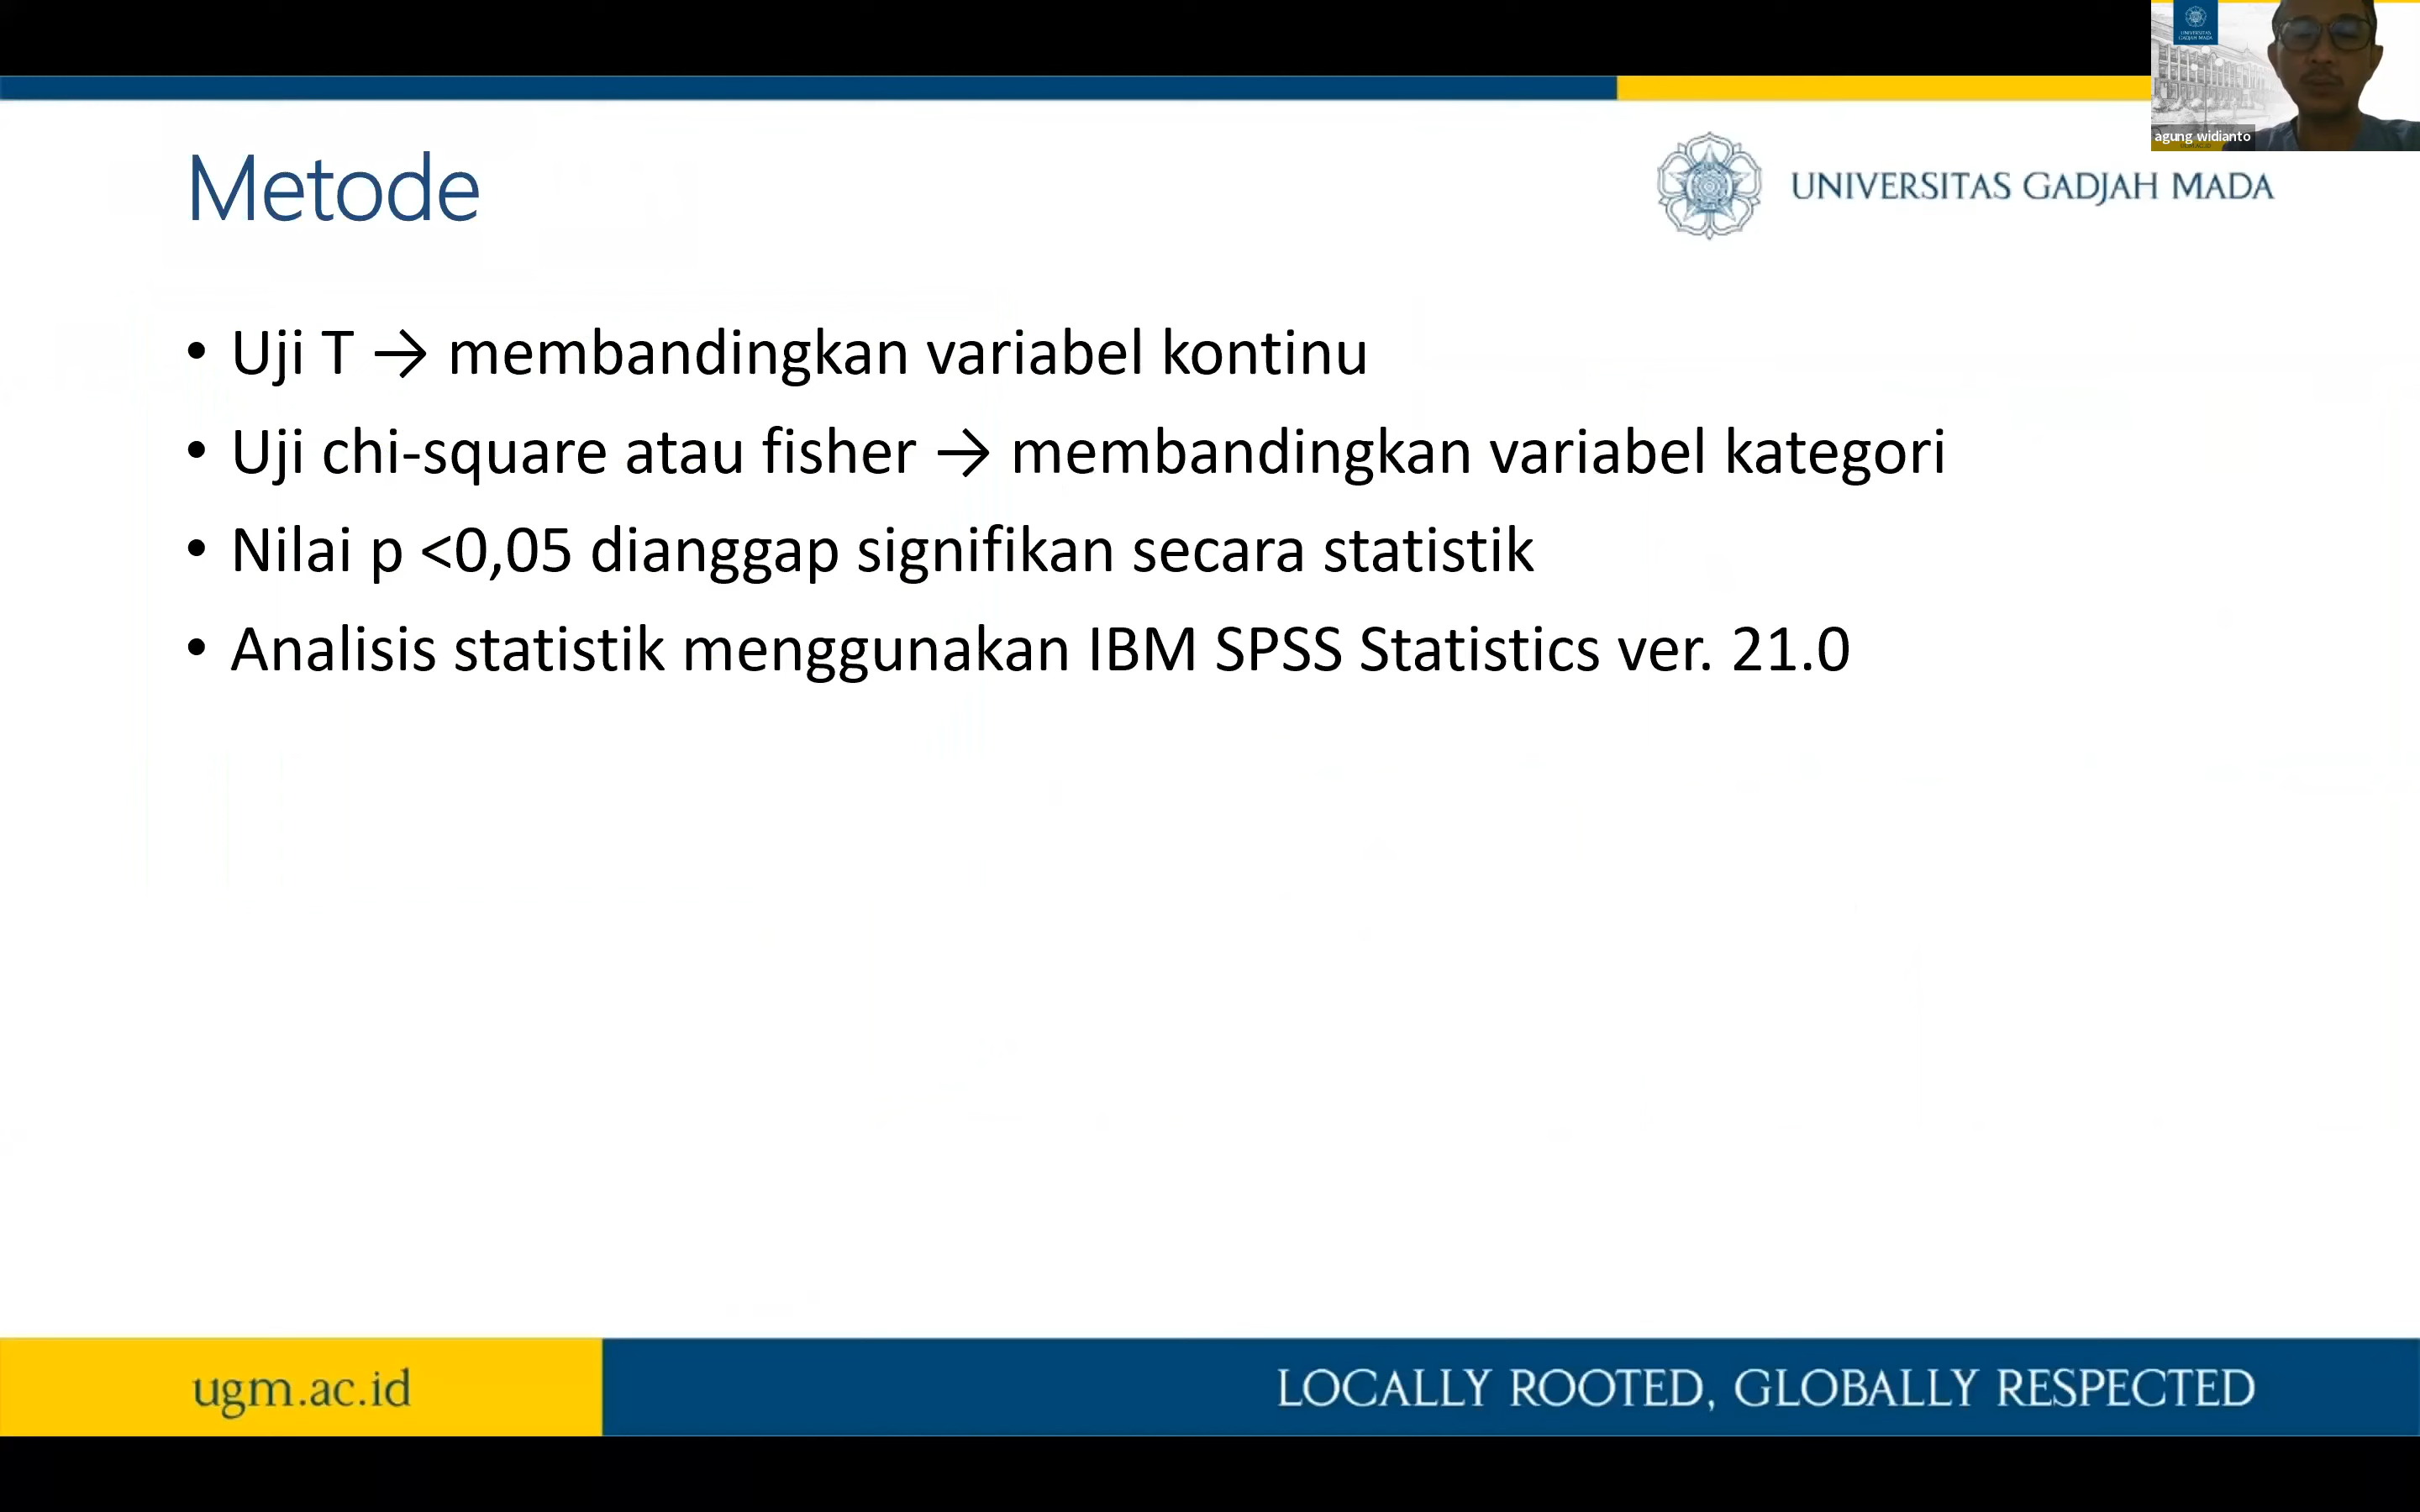 agung widianto
Metode
UNIVERSITAS GADJAH MADA
• Uji T → membandingkan variabel kontinu
• Uji chi-square atau fisher → membandingkan variabel kategori
• Nilai p <0,05 dianggap signifikan secara statistik
• Analisis statistik menggunakan IBM SPSS Statistics ver. 21.0
ugm.ac.id
LOCALLY ROOTED, GLOBALLY RESPECTED